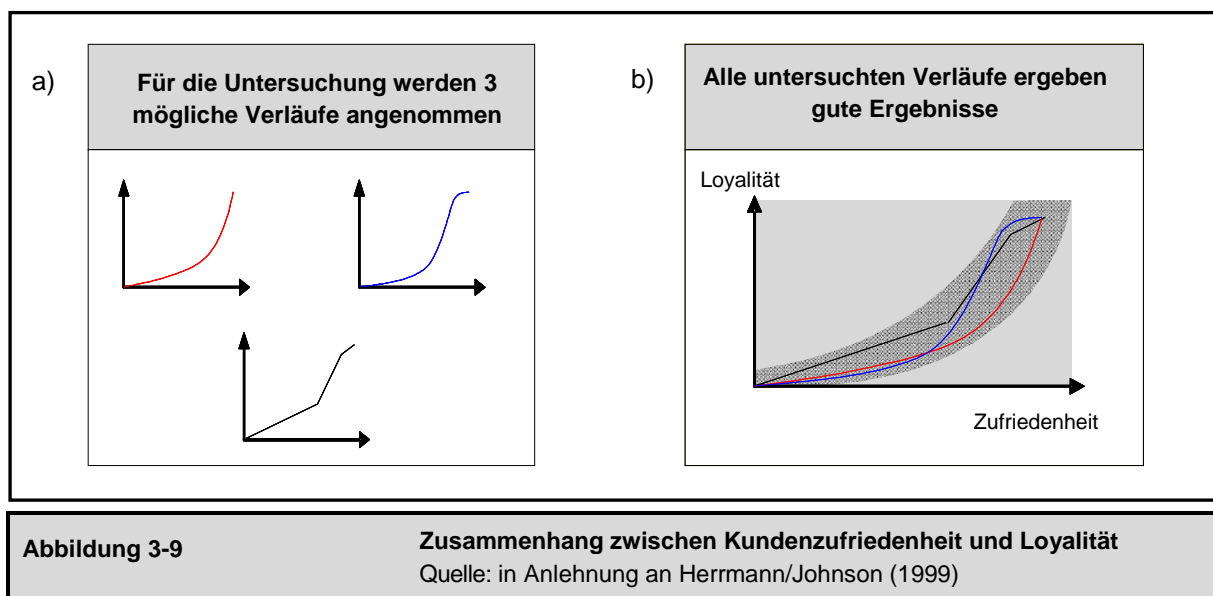 a)
Für die Untersuchung werden 3
mögliche Verläufe angenommen
b)
Alle untersuchten Verläufe ergeben
gute Ergebnisse
Loyalität
Zufriedenheit
Abbildung 3-9
Zusammenhang zwischen Kundenzufriedenheit und Loyalität
Quelle: in Anlehnung an Herrmann/Johnson (1999)